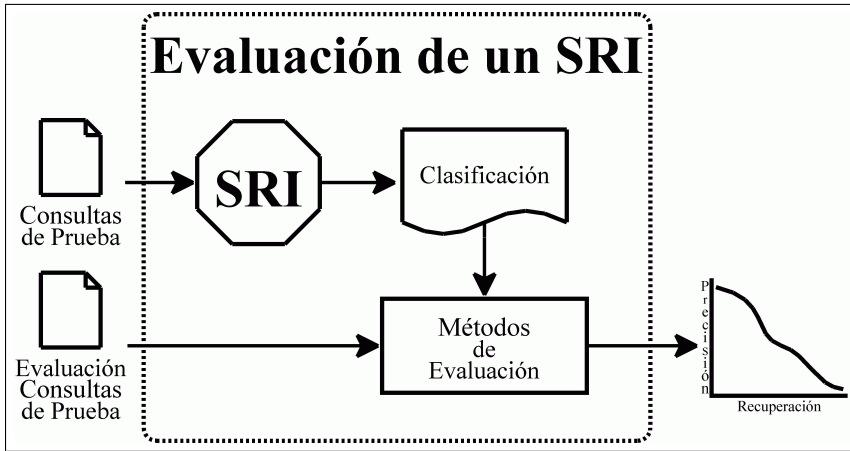 Evaluación de un SRI
Consultas
de Prueba
SRI
Clasificación
Evaluación
Consultas
de Prueba
Métodos
de
Evaluación
Precisión
Recuperación